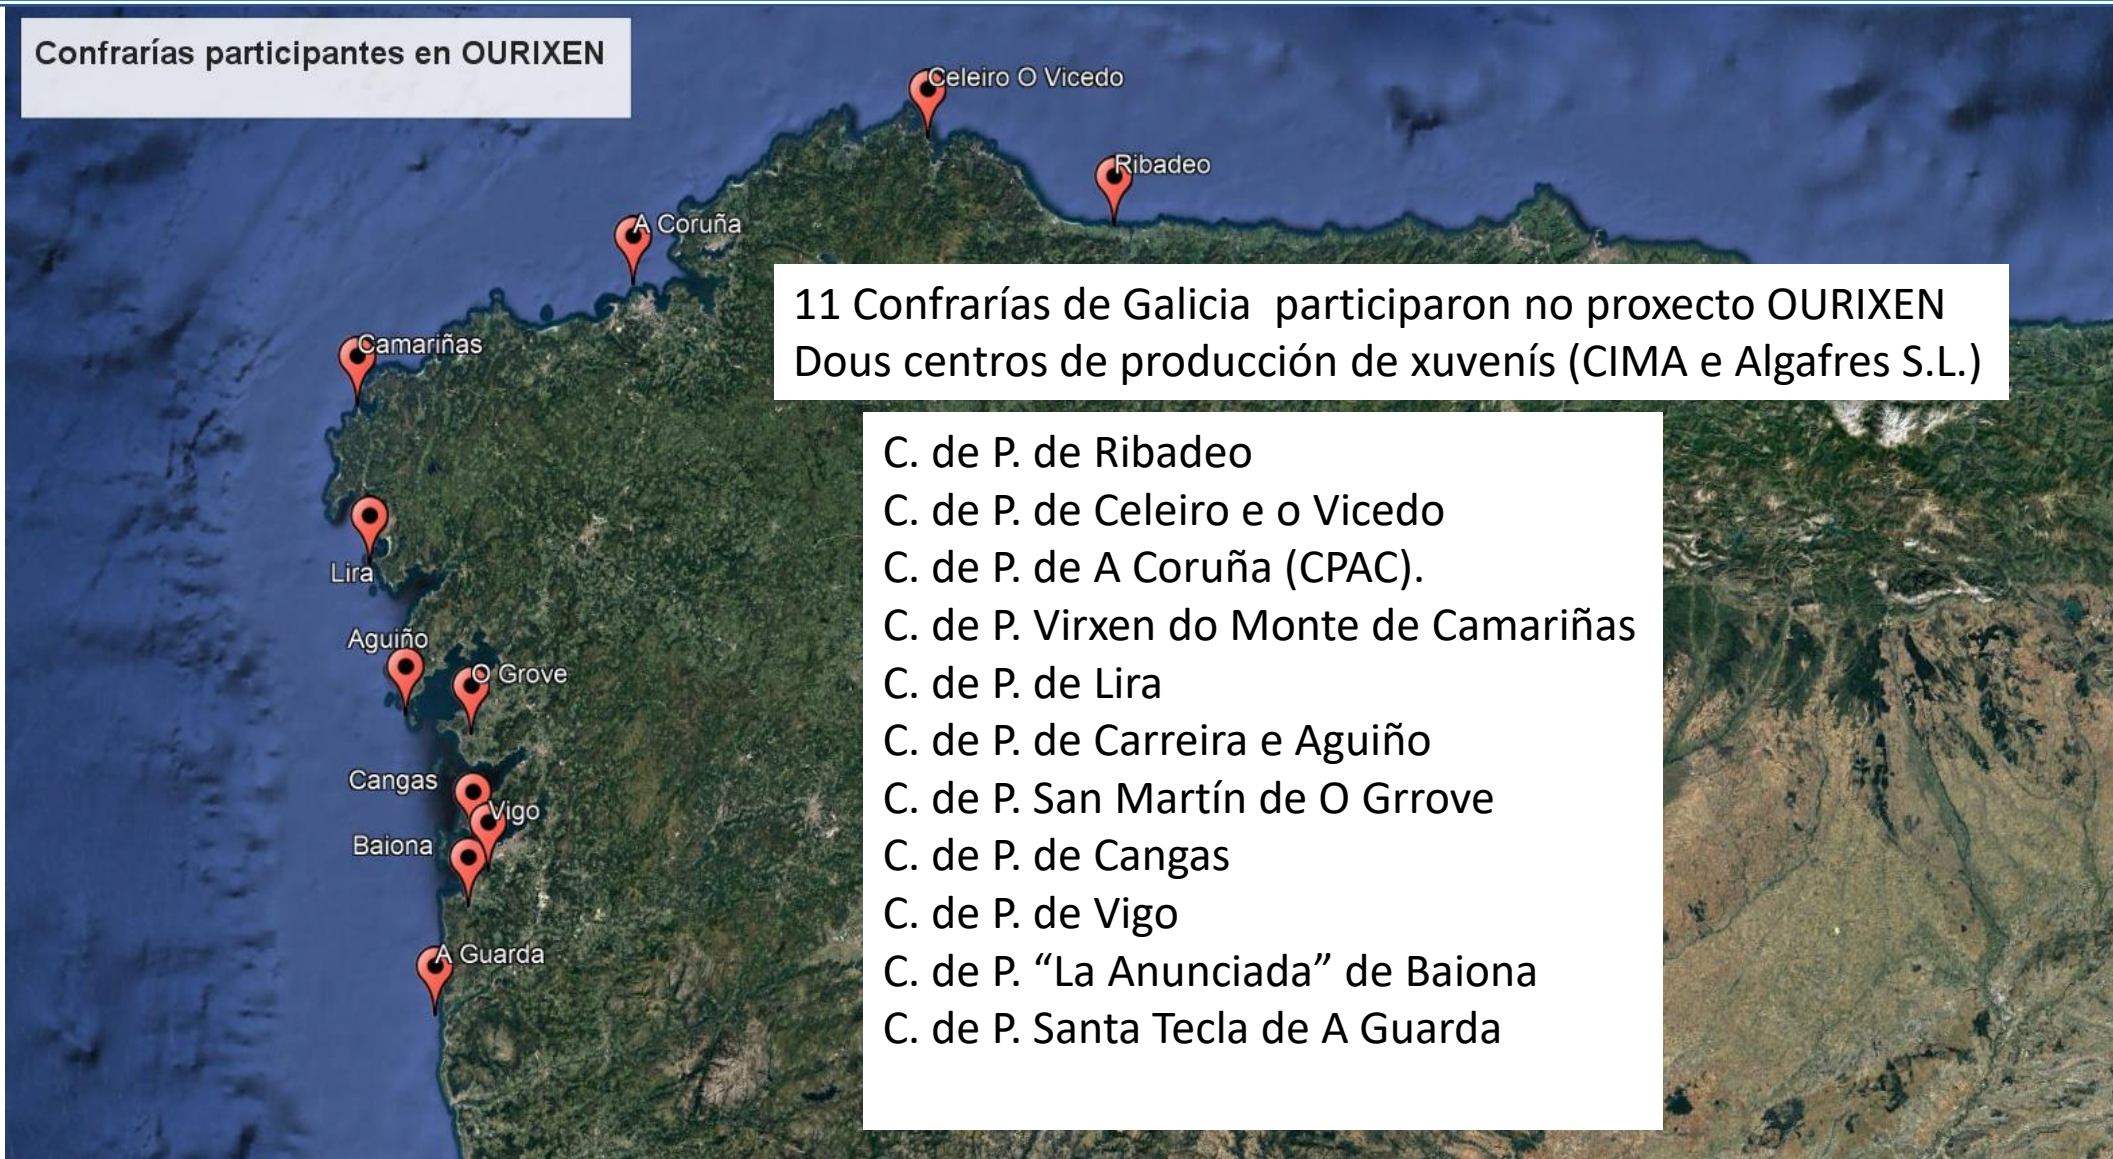 Confrarías participantes en OURIXEN
Celeiro O Vicedo
Ribadeo
A Coruña
Camariñas
Lira
Aguiño
O Grove
Cangas
Vigo
Baiona
A Guarda
11 Confrarías de Galicia participaron no proxecto OURIXEN
Dous centros de producción de xuvenís (CIMA e Algafres S.L.)
C. de P. de Ribadeo
C. de P. de Celeiro e o Vicedo
C. de P. de A Coruña (CPAC).
C. de P. Virxen do Monte de Camariñas
C. de P. de Lira
C. de P. de Carreira e Aguiño
C. de P. San Martín de O Grrove
C. de P. de Cangas
C. de P. de Vigo
C. de P. “La Anunciada” de Baiona
C. de P. Santa Tecla de A Guarda